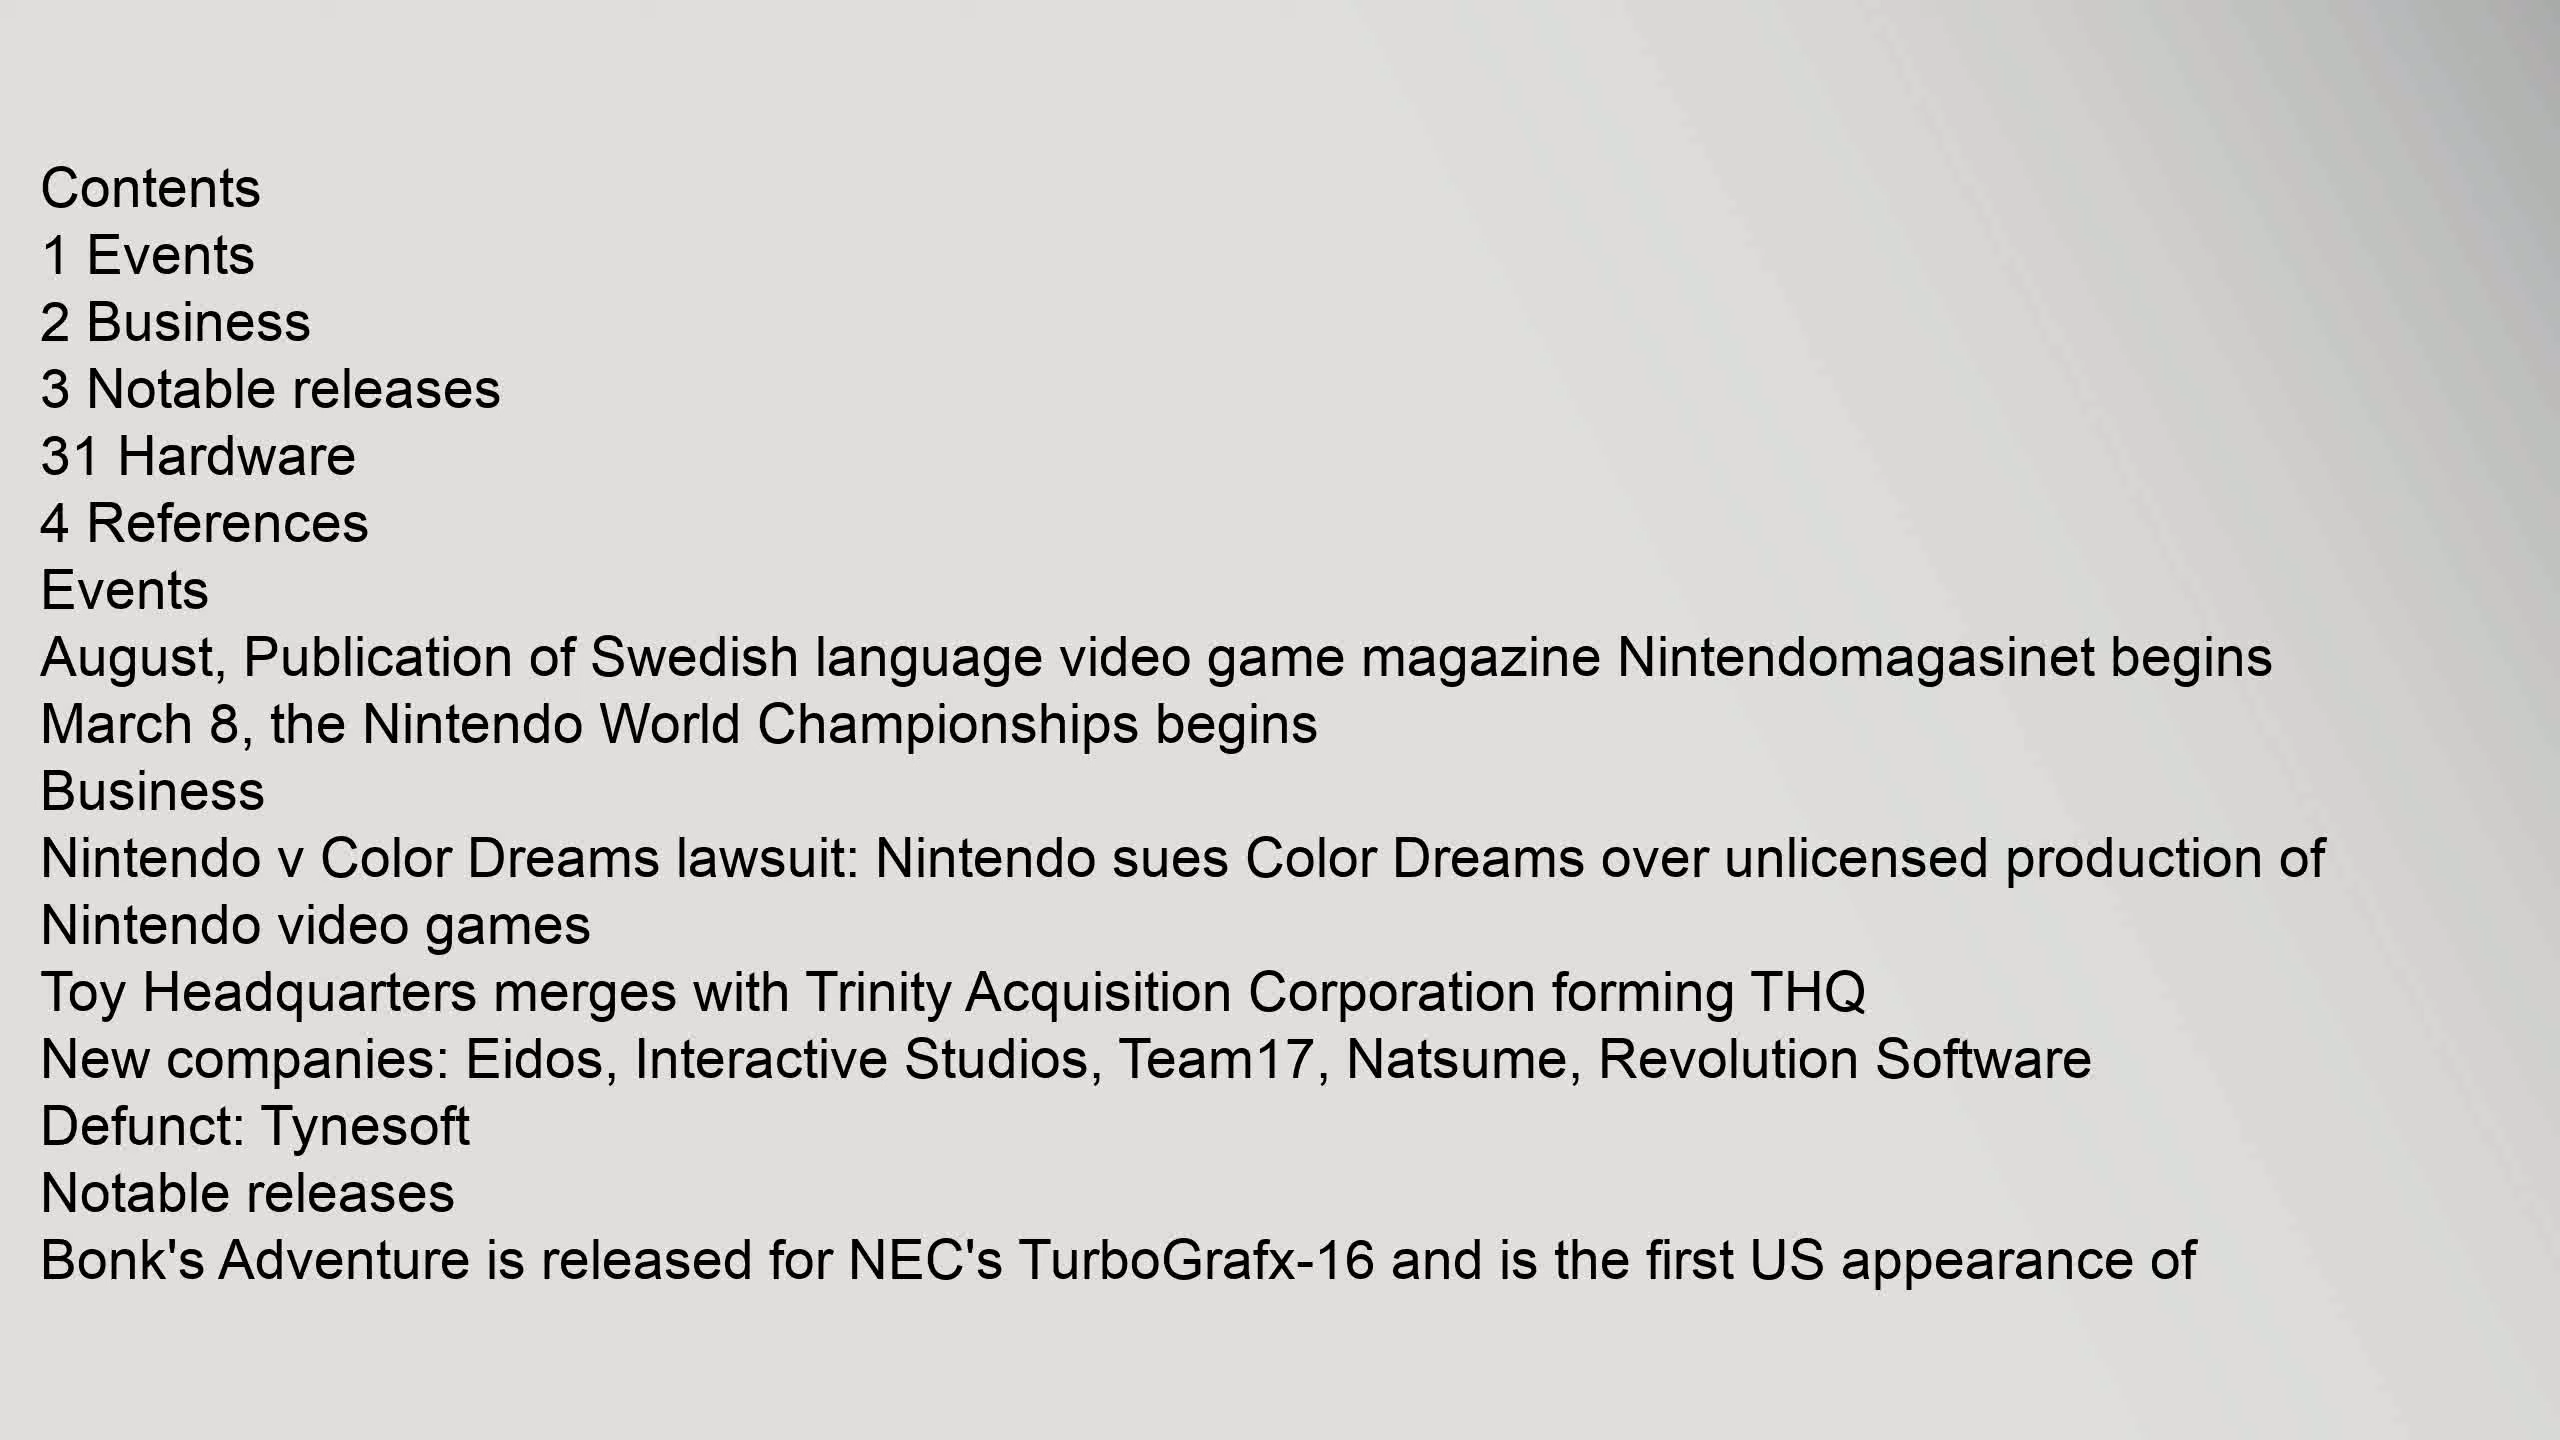 Contents
1 Events
2 Business
3 Notable releases
31 Hardware
4 References
Events
August, Publication of Swedish language video game magazine Nintendomagasinet begins
March 8, the Nintendo World Championships begins
Business
Nintendo v Color Dreams lawsuit: Nintendo sues Color Dreams over unlicensed production of
Nintendo video games
Toy Headquarters merges with Trinity Acquisition Corporation forming THQ
New companies: Eidos, Interactive Studios, Team17, Natsume, Revolution Software
Defunct: Tynesoft
Notable releases
Bonk's Adventure is released for NEC's TurboGrafx-16 and is the first US appearance of